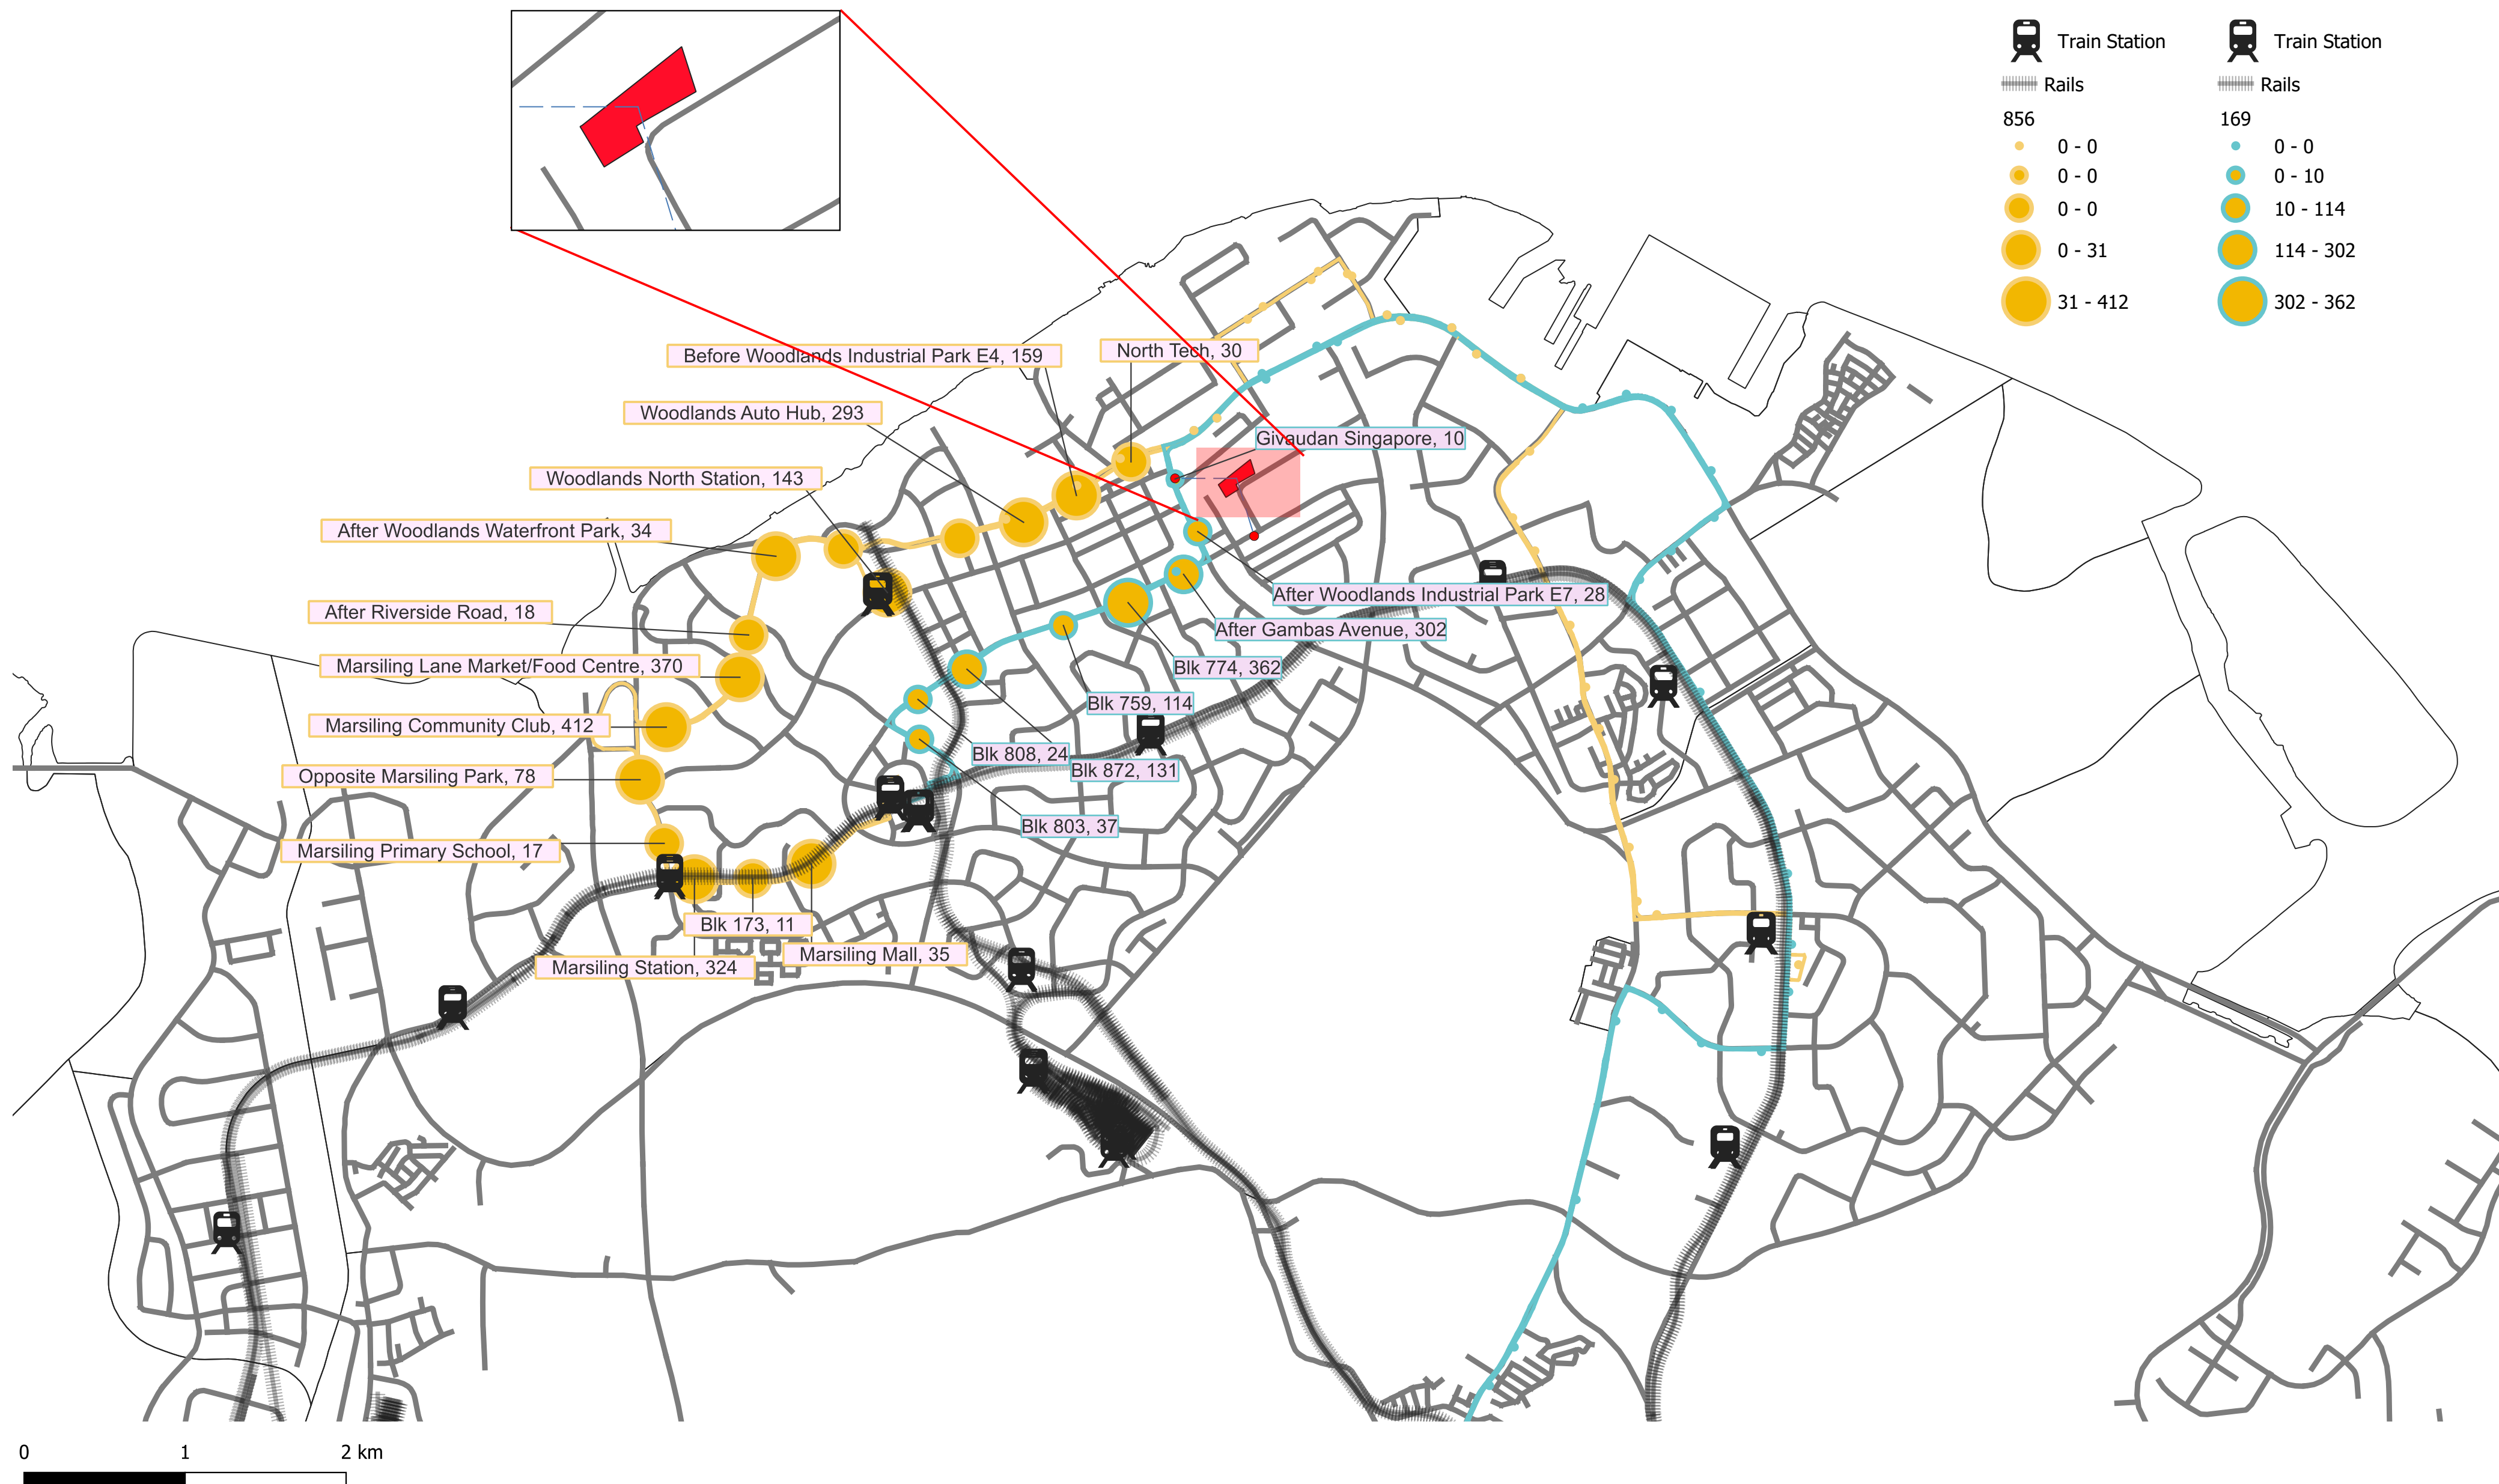 Train Station
Train Station
Rails
Rails
856
169
0 - 0
0 - 0
0 - 0
0 - 10
0 - 0
10 - 114
0 - 31
114 - 302
31 - 412
302 - 362
Before Woodlands Industrial Park E4, 159
North Tech, 30
Woodlands Auto Hub, 293
Givaudan Singapore, 10
Woodlands North Station, 143
After Woodlands Waterfront Park, 34
After Woodlands Industrial Park E7, 28
After Riverside Road, 18
After Gambas Avenue, 302
Marsiling Lane Market/Food Centre, 370
Blk 774, 362
Blk 759, 114
Marsiling Community Club, 412
Blk 808, 24
Blk 872, 131
Opposite Marsiling Park, 78
Blk 803, 37
Marsiling Primary School, 17
Blk 173, 11
Marsiling Mall, 35
Marsiling Station, 324
0 1 2 km